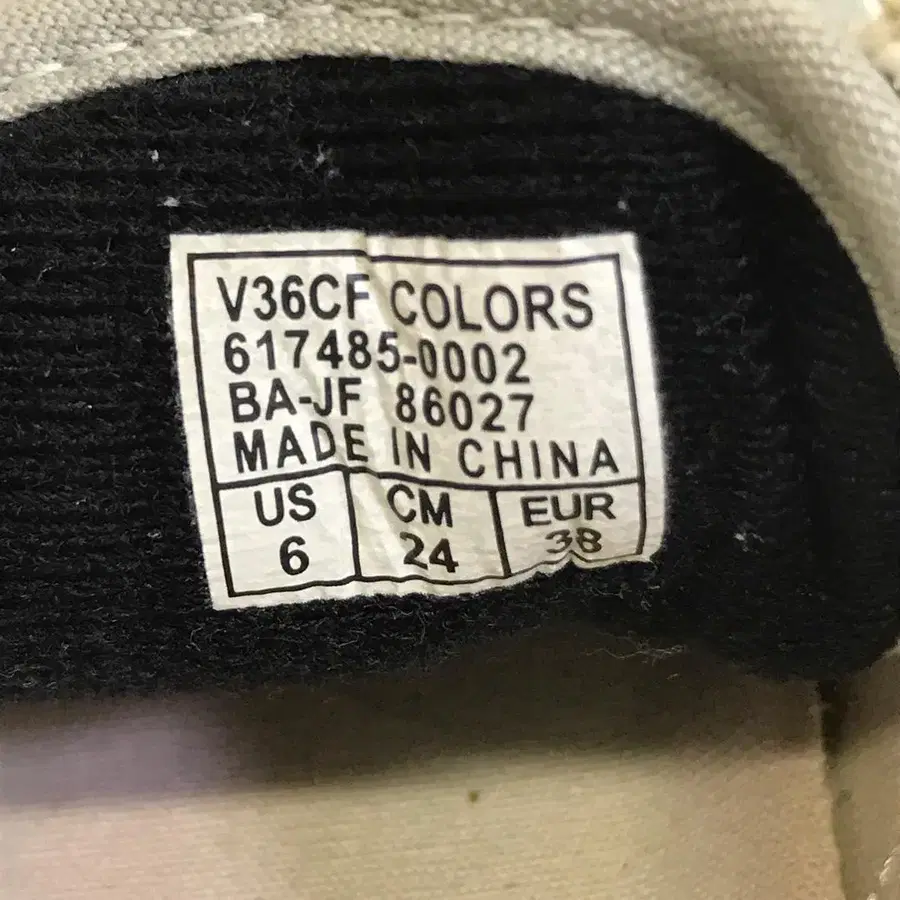 V36CF COLORS
617485-0002
BA-JF 86027
MADE IN CHINA
US CM EUR
6 24 38